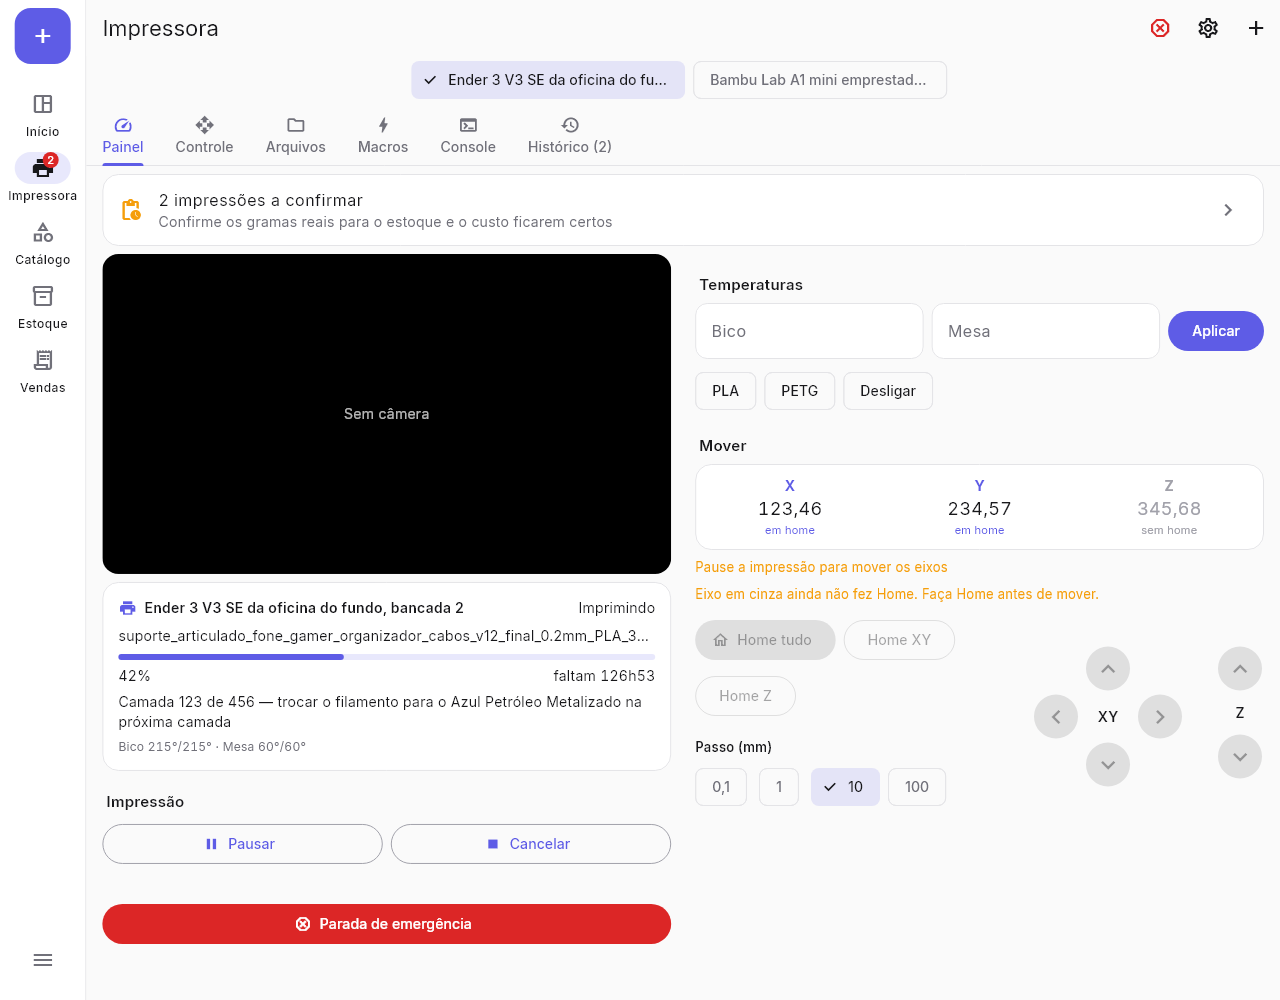 Impressora
Ender 3 V3 SE da oficina do fu...
Bambu Lab A1 mini emprestad...
Início
2
Impressora
Catálogo
Estoque
Vendas
Painel
Controle
Arquivos
Macros
Console
Histórico (2)
2 impressões a confirmar
Confirme os gramas reais para o estoque e o custo ficarem certos
Sem câmera
Ender 3 V3 SE da oficina do fundo, bancada 2
Imprimindo
suporte_articulado_fone_gamer_organizador_cabos_v12_final_0.2mm_PLA_3...
42%
faltam 126h53
Camada 123 de 456 — trocar o filamento para o Azul Petróleo Metalizado na
próxima camada
Bico 215°/215° · Mesa 60°/60°
Impressão
Pausar
Cancelar
Parada de emergência
Temperaturas
Bico
Mesa
Aplicar
PLA
PETG
Desligar
Mover
X
Y
Z
123,46
234,57
345,68
em home
em home
sem home
Pause a impressão para mover os eixos
Eixo em cinza ainda não fez Home. Faça Home antes de mover.
Home tudo
Home XY
Home Z
XY
Z
Passo (mm)
0,1
1
10
100